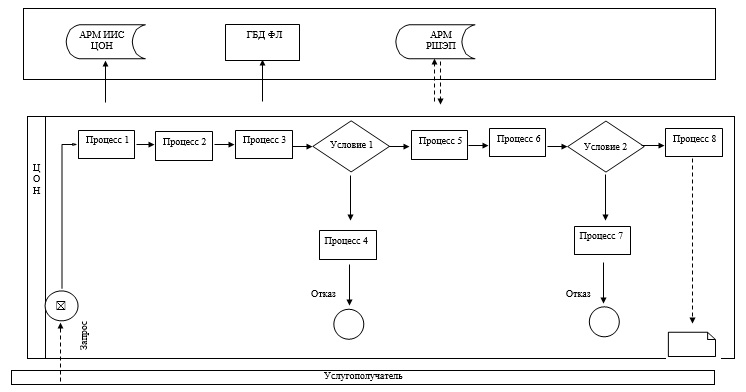 АРМ ИИС
ЦОН
ГБД ФЛ
АРМ
РШЭП
ЦОН
Процесс 1
Процесс 2
Процесс 3
Условие 1
Процесс 5
Процесс 6
Условие 2
Процесс 8
Процесс 4
Процесс 7
Отказ
Отказ
Запрос
Услугополучатель